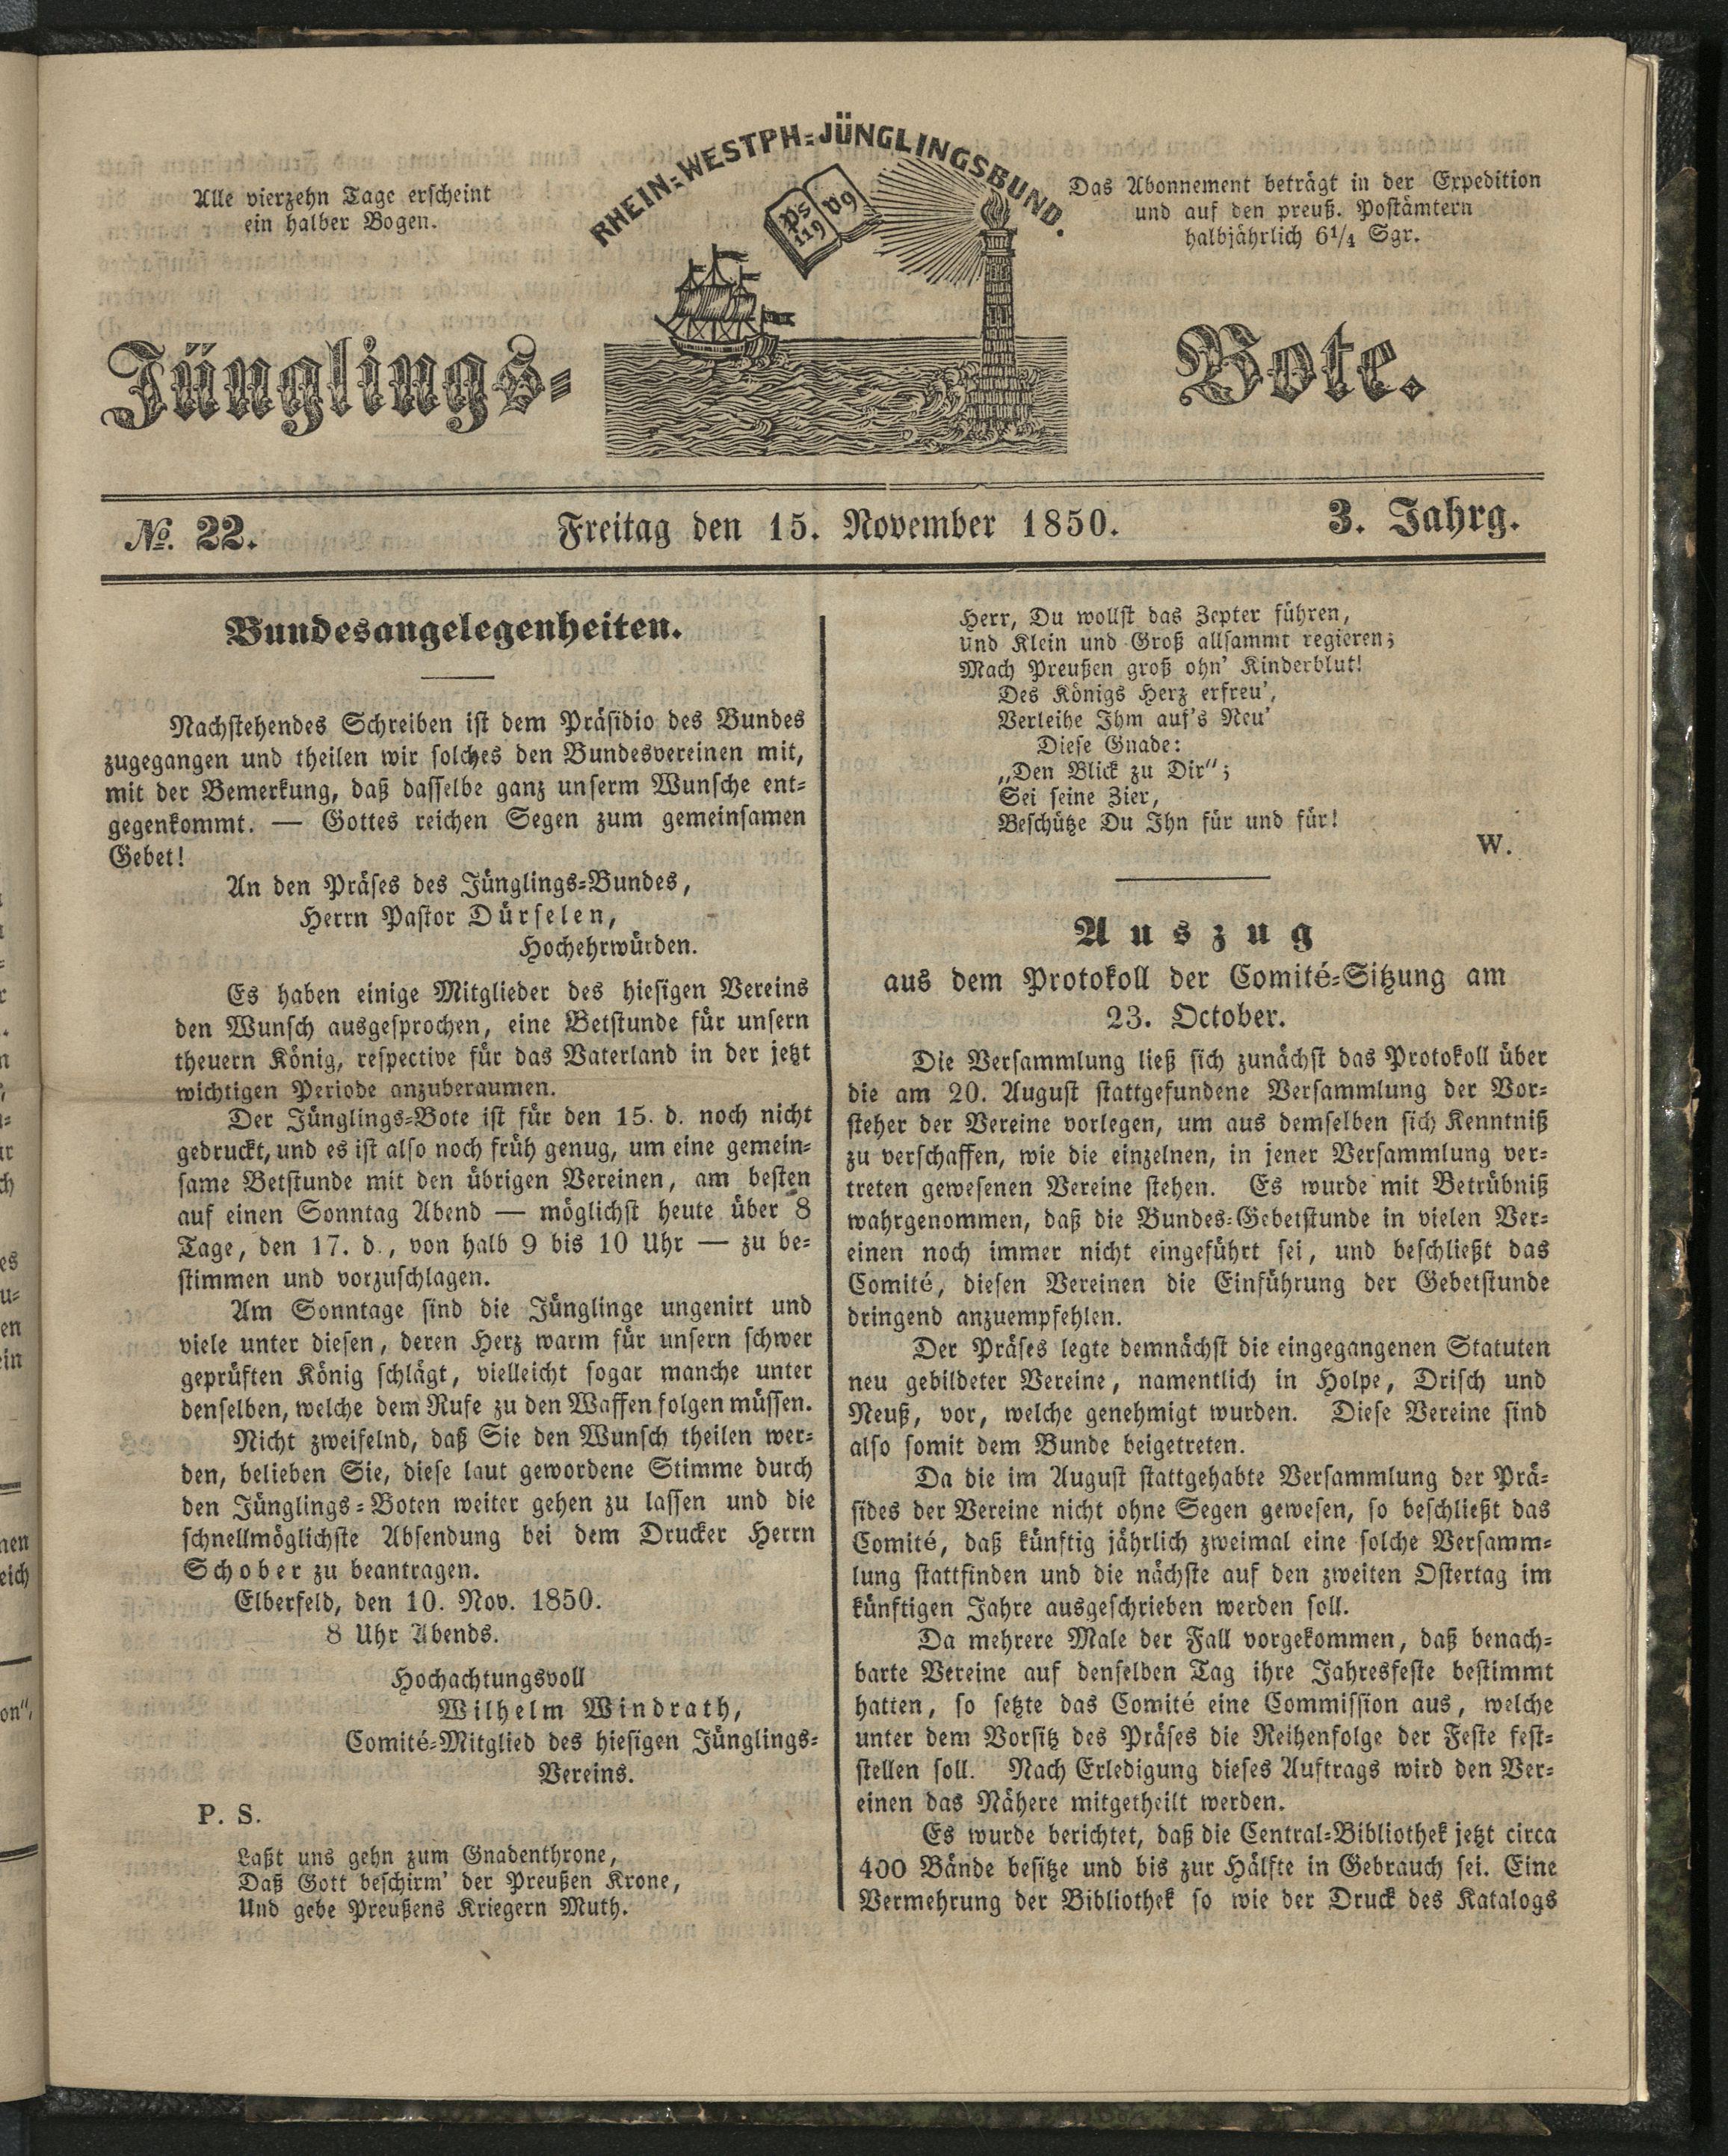 Alle vierzehn Tage erscheint
ein halber Bogen.
RHEIN=WESTPH=JÜNGLINGSBUND.
Ps
119
V9
Das Abonnement beträgt in der Expedition
und auf den preuß. Postämtern
halbjährlich 6¼ Sgr.
Jünglings=
Bote.
№. 22.
Freitag den 15. November 1850.
3. Jahrg.
Bundesangelegenheiten.
Nachstehendes Schreiben ist dem Präsidio des Bundes
zugegangen und theilen wir solches den Bundesvereinen mit,
mit der Bemerkung, daß dasselbe ganz unserm Wunsche ent=
gegenkommt. — Gottes reichen Segen zum gemeinsamen
Gebet!
An den Präses des Jünglings=Bundes,
Herrn Pastor Dürselen,
Hochehrwürden.
Es haben einige Mitglieder des hiesigen Vereins
den Wunsch ausgesprochen, eine Betstunde für unsern
theuern König, respective für das Vaterland in der jetzt
wichtigen Periode anzuberaumen.
Der Jünglings=Bote ist für den 15. d. noch nicht
gedruckt, und es ist also noch früh genug, um eine gemein=
same Betstunde mit den übrigen Vereinen, am besten
auf einen Sonntag Abend — möglichst heute über 8
Tage, den 17. d., von halb 9 bis 10 Uhr — zu be=
stimmen und vorzuschlagen.
Am Sonntage sind die Jünglinge ungenirt und
viele unter diesen, deren Herz warm für unsern schwer
geprüften König schlägt, vielleicht sogar manche unter
denselben, welche dem Rufe zu den Waffen folgen müssen.
Nicht zweifelnd, daß Sie den Wunsch theilen wer=
den, belieben Sie, diese laut gewordene Stimme durch
den Jünglings=Boten weiter gehen zu lassen und die
schnellmöglichste Absendung bei dem Drucker Herrn
Schober zu beantragen.
Elberfeld, den 10. Nov. 1850.
8 Uhr Abends.
Hochachtungsvoll
Wilhelm Windrath,
Comité=Mitglied des hiesigen Jünglings=
Vereins.
P. S.
Laßt uns gehn zum Gnadenthrone,
Daß Gott beschirm' der Preußen Krone,
Und gebe Preußens Kriegern Muth.
Herr, Du wollst das Zepter führen,
und Klein und Groß allsammt regieren;
Mach Preußen groß ohn' Kinderblut!
Des Königs Herz erfreu',
Verleihe Ihm auf's Neu'
Diese Gnade:
„Den Blick zu Dir";
Sei seine Zier,
Beschütze Du Ihn für und für!
W.
Auszug
aus dem Protokoll der Comité=Sitzung am
23. October.
Die Versammlung ließ sich zunächst das Protokoll über
die am 20. August stattgefundene Versammlung der Vor=
steher der Vereine vorlegen, um aus demselben sich Kenntniß
zu verschaffen, wie die einzelnen, in jener Versammlung ver=
treten gewesenen Vereine stehen. Es wurde mit Betrübniß
wahrgenommen, daß die Bundes=Gebetstunde in vielen Ver=
einen noch immer nicht eingeführt sei, und beschließt das
Comité, diesen Vereinen die Einführung der Gebetstunde
dringend anzuempfehlen.
Der Präses legte demnächst die eingegangenen Statuten
neu gebildeter Vereine, namentlich in Holpe, Drisch und
Neuß, vor, welche genehmigt wurden. Diese Vereine sind
also somit dem Bunde beigetreten.
Da die im August stattgehabte Versammlung der Prä=
sides der Vereine nicht ohne Segen gewesen, so beschließt das
Comité, daß künftig jährlich zweimal eine solche Versamm=
lung stattfinden und die nächste auf den zweiten Ostertag im
künftigen Jahre ausgeschrieben werden soll.
Da mehrere Male der Fall vorgekommen, daß benach=
barte Vereine auf denselben Tag ihre Jahresfeste bestimmt
hatten, so setzte das Comité eine Commission aus, welche
unter dem Vorsitz des Präses die Reihenfolge der Feste fest=
stellen soll. Nach Erledigung dieses Auftrags wird den Ver=
einen das Nähere mitgetheilt werden.
Es wurde berichtet, daß die Central=Bibliothek jetzt circa
400 Bände besitze und bis zur Hälfte in Gebrauch sei. Eine
Vermehrung der Bibliothek so wie der Druck des Katalogs